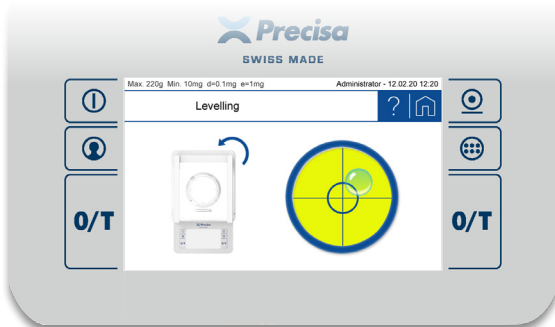 Precisa
SWISS MADE
Max. 220g Min. 10mg d=0.1mg e=1mg
Administrator - 12.02.20 12:20
Levelling
?
0/T
0/T
Precisa